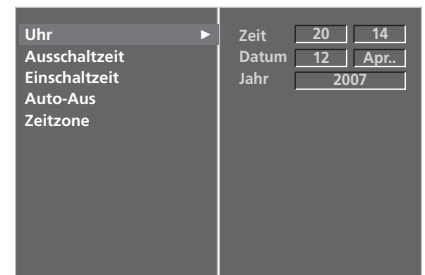 Uhr ►
Ausschaltzeit
Einschaltzeit
Auto-Aus
Zeitzone
Zeit 20 14
Datum 12 Apr..
Jahr 2007